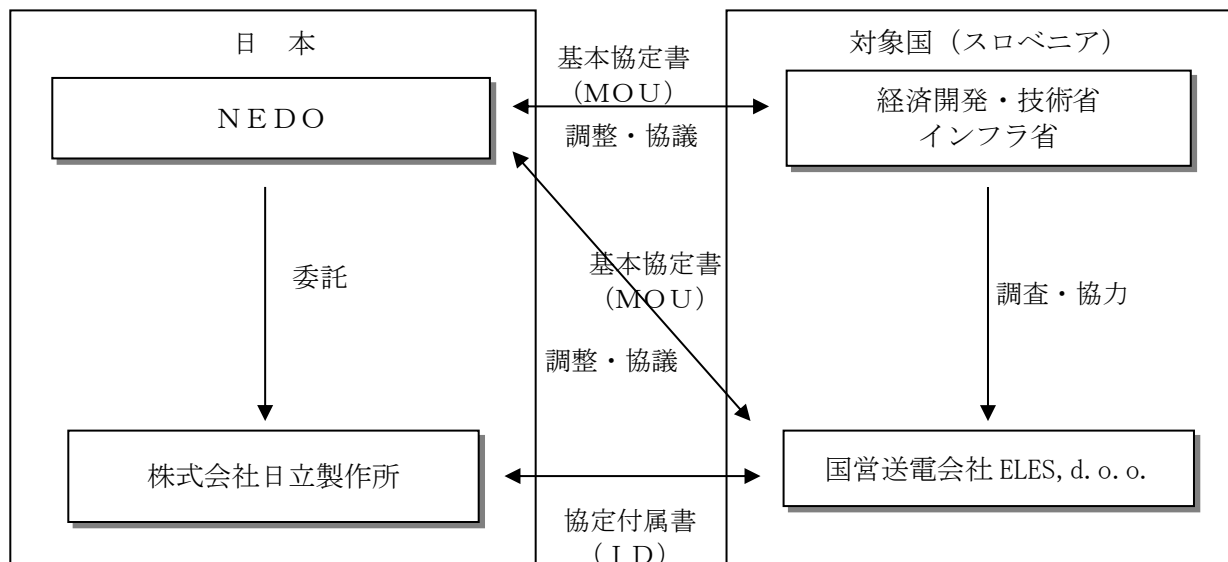 日　本
対象国（スロベニア）
ＮＥＤＯ
基本協定書
（ＭＯＵ）
調整・協議
経済開発・技術省
インフラ省
委託
基本協定書
（ＭＯＵ）
調整・協議
調査・協力
株式会社日立製作所
国営送電会社 ELES, d. o. o.
協定付属書
（ＩＤ）